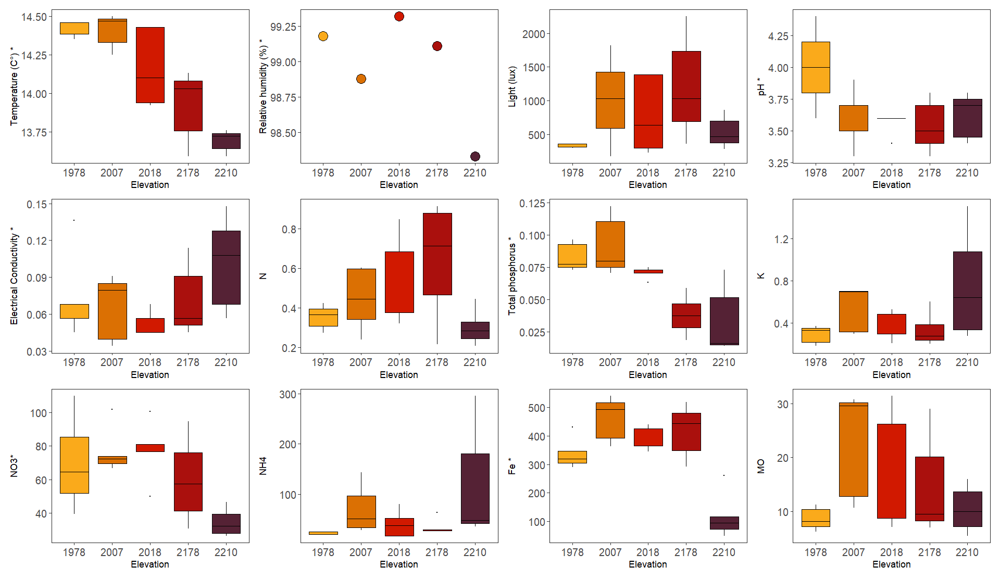 Temperature (C°) *
14.50
14.25
14.00
13.75
1978 2007 2018 2178 2210
Elevation
Relative humidity (%) *
99.25
99.00
98.75
98.50
1978 2007 2018 2178 2210
Elevation
Light (lux)
2000
1500
1000
500
1978 2007 2018 2178 2210
Elevation
pH *
4.25
4.00
3.75
3.50
3.25
1978 2007 2018 2178 2210
Elevation
Electrical Conductivity *
0.15
0.12
0.09
0.06
0.03
1978 2007 2018 2178 2210
Elevation
N
0.8
0.6
0.4
0.2
1978 2007 2018 2178 2210
Elevation
Total phosphorus *
0.125
0.100
0.075
0.050
0.025
1978 2007 2018 2178 2210
Elevation
K
1.2
0.8
0.4
1978 2007 2018 2178 2210
Elevation
NO3*
100
80
60
40
1978 2007 2018 2178 2210
Elevation
NH4
300
200
100
1978 2007 2018 2178 2210
Elevation
Fe *
500
400
300
200
100
1978 2007 2018 2178 2210
Elevation
MO
30
20
10
1978 2007 2018 2178 2210
Elevation